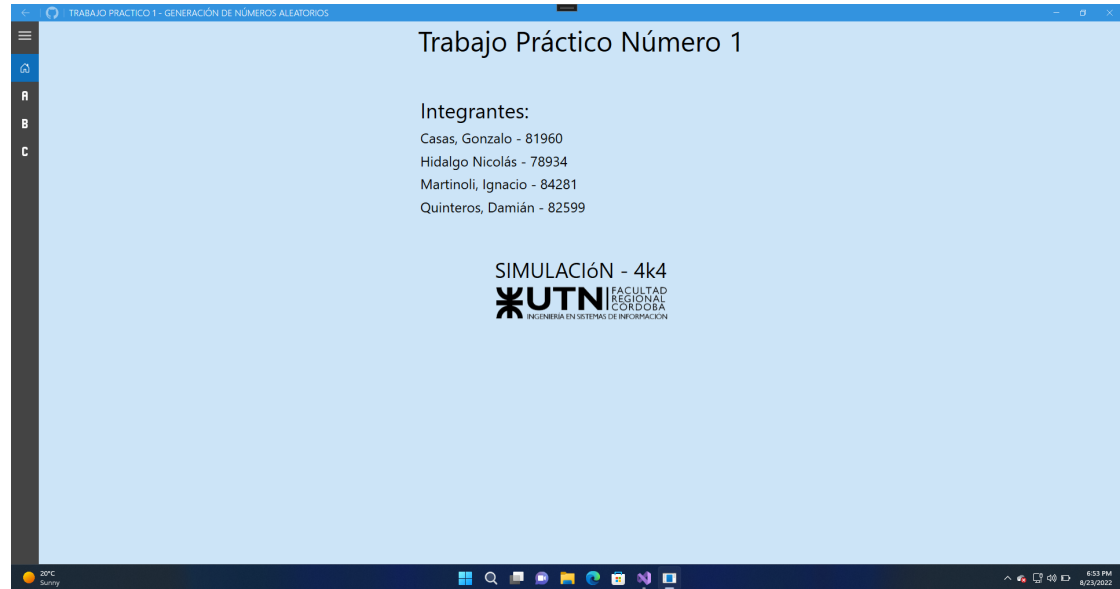 TRABAJO PRACTICO 1 - GENERACIÓN DE NÚMEROS ALEATORIOS
Trabajo Práctico Número 1
A
B
C
Integrantes:
Casas, Gonzalo - 81960
Hidalgo Nicolás - 78934
Martinoli, Ignacio - 84281
Quinteros, Damián - 82599
SIMULACIóN - 4k4
UTN FACULTAD
REGIONAL
CÓRDOBA
INGENIERÍA EN SISTEMAS DE INFORMACIÓN
20°C
Sunny
6:53 PM
8/23/2022